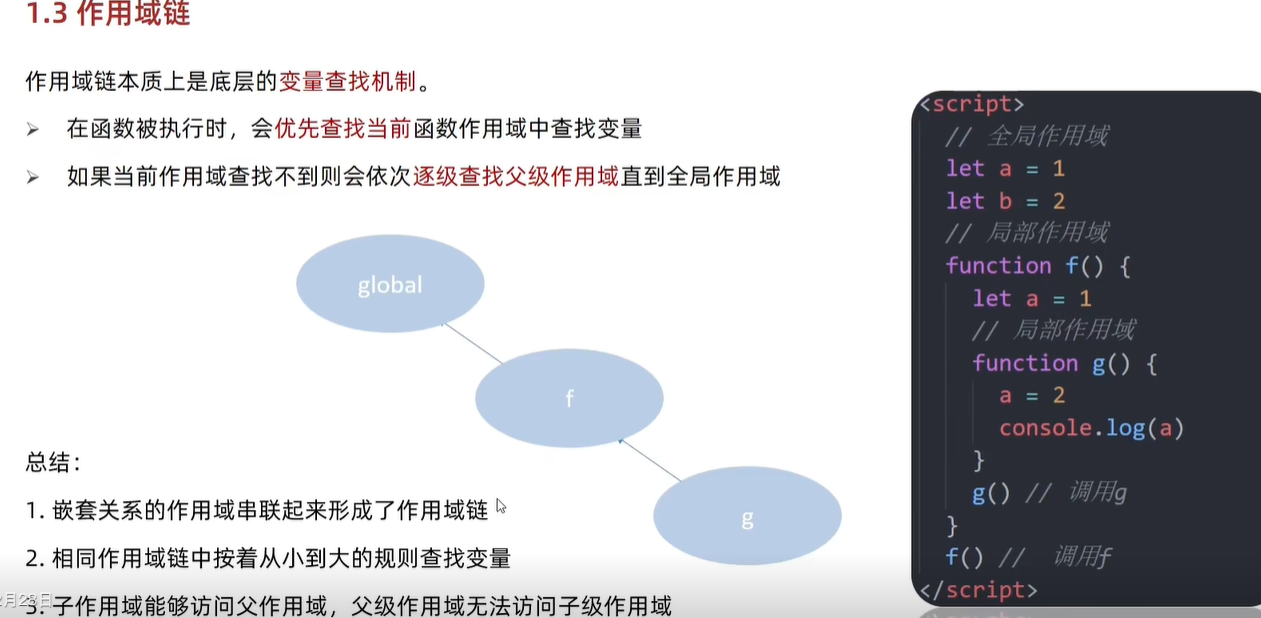 1.3 作用域链
作用域链本质上是底层的变量查找机制。
➢ 在函数被执行时，会优先查找当前函数作用域中查找变量
➢ 如果当前作用域查找不到则会依次逐级查找父级作用域直到全局作用域
global
f
g
总结：
1. 嵌套关系的作用域串联起来形成了作用域链
2. 相同作用域链中按着从小到大的规则查找变量
3. 子作用域能够访问父作用域，父级作用域无法访问子级作用域
<script>
// 全局作用域
let a = 1
let b = 2
// 局部作用域
function f() {
let a = 1
// 局部作用域
function g() {
a = 2
console.log(a)
}
g() // 调用g
}
f() // 调用f
</script>